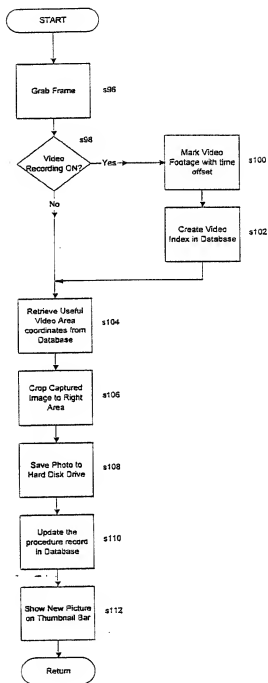 START
Grab Frame
s96
s98
Video
Recording ON?
Yes
No
Mark Video
Footage with time
offset
s100
Create Video
Index in Database
s102
Retrieve Useful
Video Area
coordinates from
Database
s104
Crop Captured
Image to Right
Area
s106
Save Photo to
Hard Disk Drive
s108
Update the
procedure record
in Database
s110
Show New Picture
on Thumbnail Bar
s112
Return